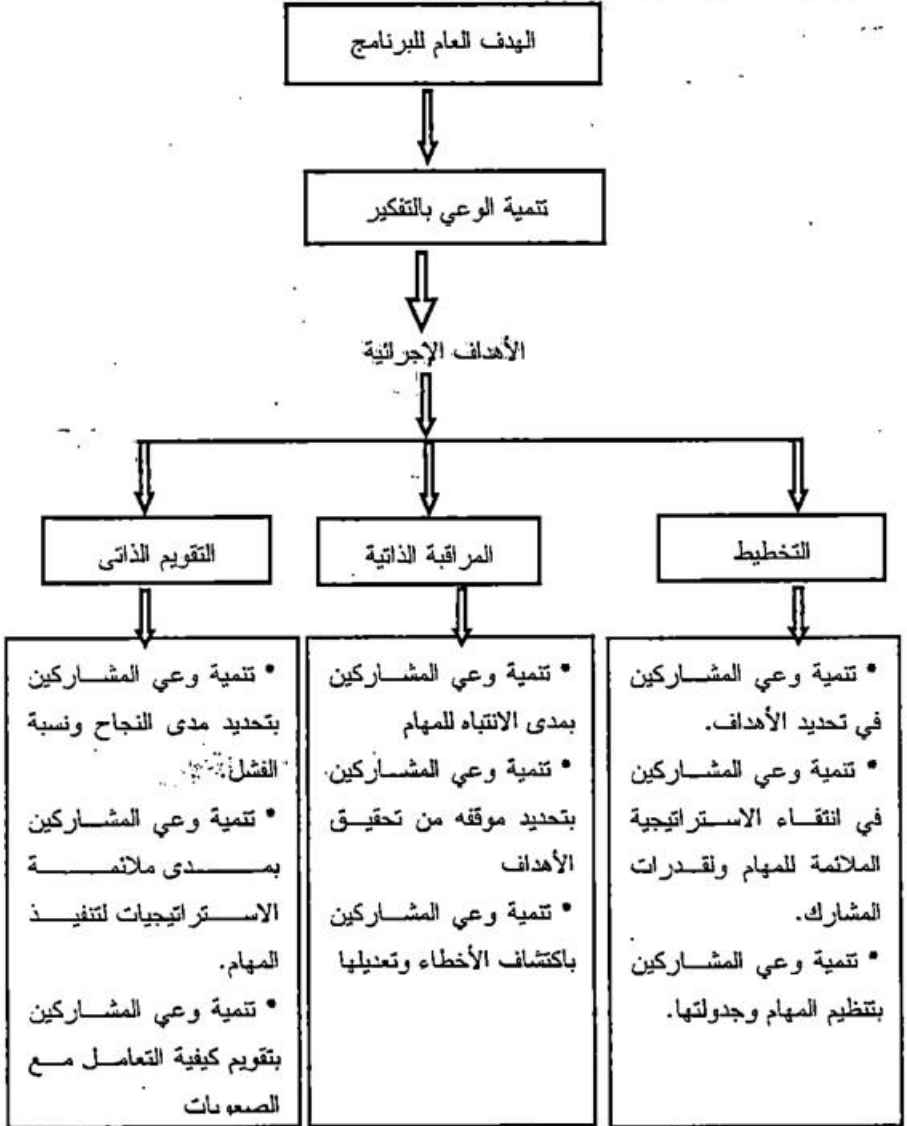 الهدف العام للبرنامج
تنمية الوعي بالتفكير
الأهداف الإجرائية
التخطيط
المراقبة الذاتية
التقويم الذاتى
• تنمية وعي المشاركين
في تحديد الأهداف.
• تنمية وعي المشاركين
في انتقاء الاستراتيجية
الملائمة للمهام ولقدرات
المشارك.
• تنمية وعي المشاركين
بتنظيم المهام وجدولتها.
• تنمية وعي المشاركين
بمدى الانتباه للمهام
• تنمية وعي المشاركين
بتحديد موقفه من تحقيق
الأهداف
• تنمية وعي المشاركين
باكتشاف الأخطاء وتعديلها
• تنمية وعي المشاركين
بتحديد مدى النجاح ونسبة
الفشل
• تنمية وعي المشاركين
بمدى ملائمة
الاستراتيجيات لتنفيذ
المهام.
• تنمية وعي المشاركين
بتقويم كيفية التعامل مع
الصعوبات